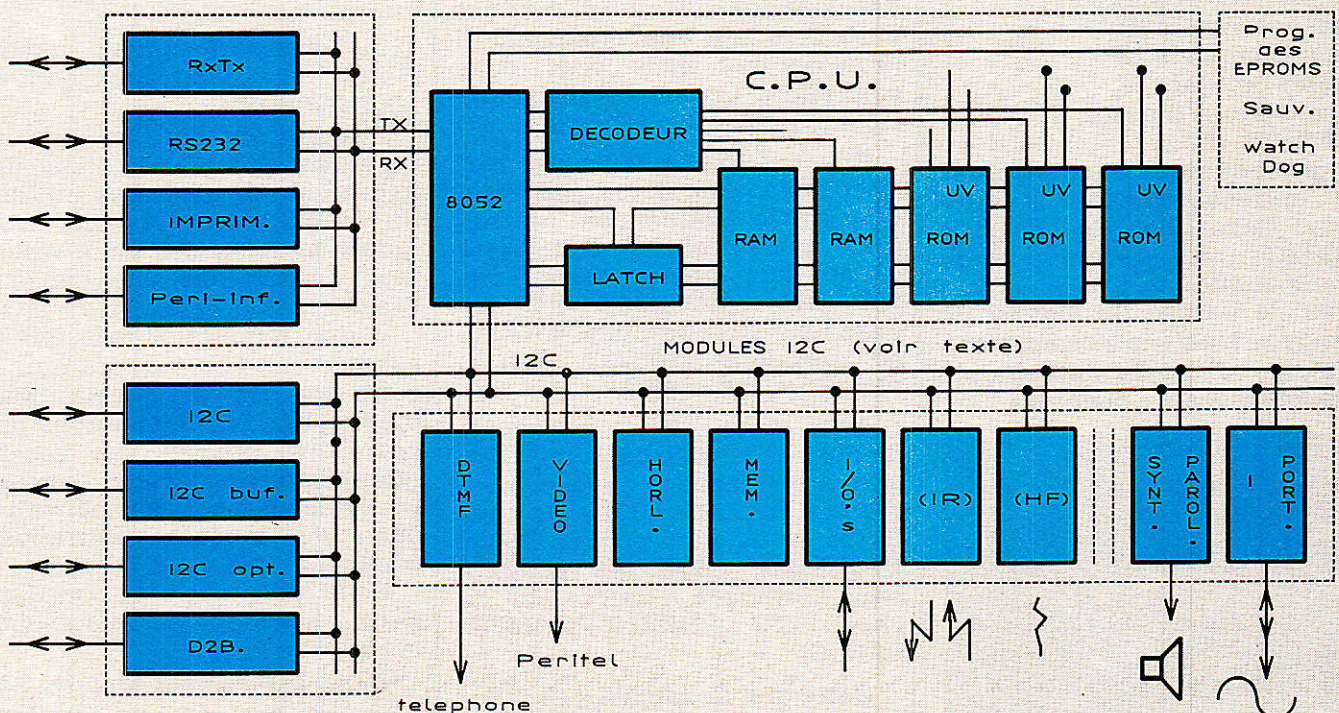 RxTx
RS232
IMPRIM.
Peri-inf.
TX
RX
C.P.U.
8052
DECODEUR
LATCH
RAM
RAM
UV
ROM
UV
ROM
UV
ROM
Prog.
des
EPROMS
Sauv.
Watch
Dog
I2C
MODULES I2C (voir texte)
I2C
I2C buf.
I2C opt.
D2B.
DTMF
VIDEO
HORL.
MEM.
I/O,s
(IR)
(HF)
SYNT.
PAROL.
I
PORT.
telephone
Peritel